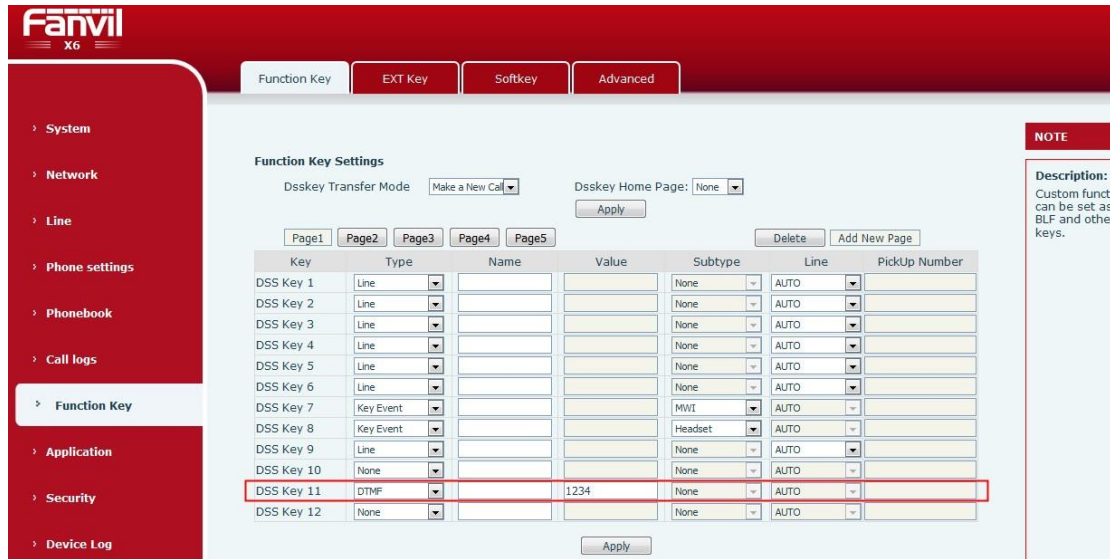 Fanvil
X6
Function Key EXT Key Softkey Advanced
System
Network
Line
Phone settings
Phonebook
Call logs
Function Key
Application
Security
Device Log
Function Key Settings
Dsskey Transfer Mode Make a New Call Dsskey Home Page: None
Apply
Page1 Page2 Page3 Page4 Page5 Delete Add New Page
Key Type Name Value Subtype Line PickUp Number
DSS Key 1 Line None AUTO
DSS Key 2 Line None AUTO
DSS Key 3 Line None AUTO
DSS Key 4 Line None AUTO
DSS Key 5 Line None AUTO
DSS Key 6 Line None AUTO
DSS Key 7 Key Event MWI AUTO
DSS Key 8 Key Event Headset AUTO
DSS Key 9 Line None AUTO
DSS Key 10 None None AUTO
DSS Key 11 DTMF 1234 None AUTO
DSS Key 12 None None AUTO
Apply
NOTE
Description:
Custom funct
can be set as
BLF and othe
keys.